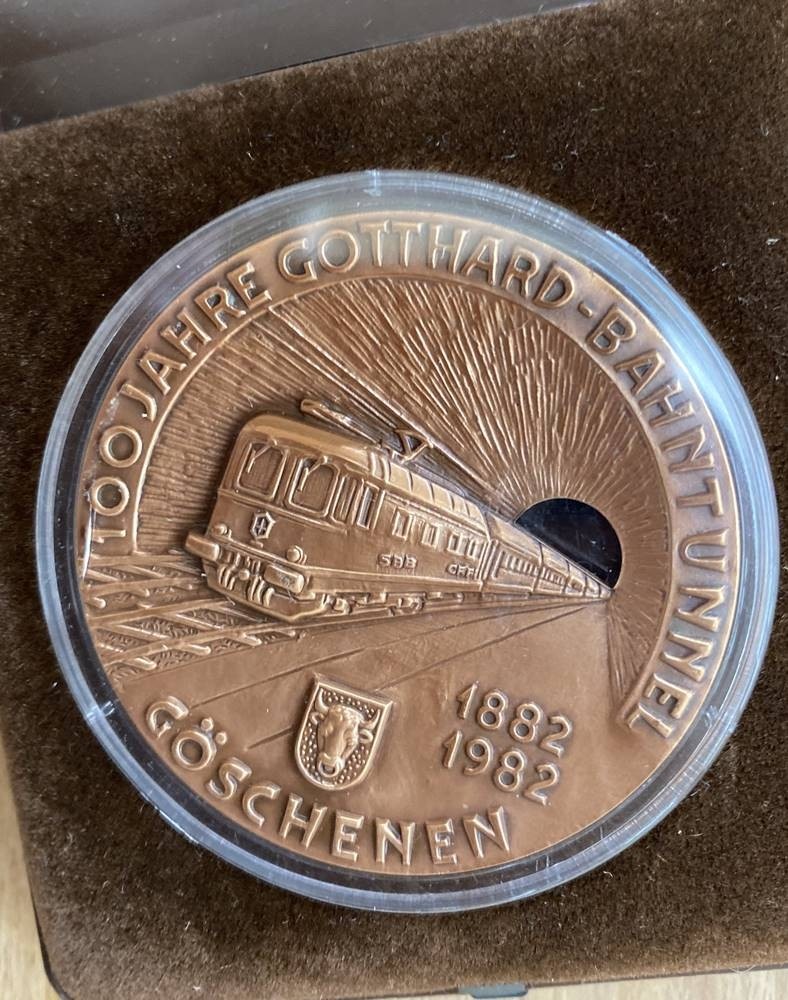 100 JAHRE GOTTHARD-BAHNTUNNEL
SBB CFF
1882
1982
GÖSCHENEN